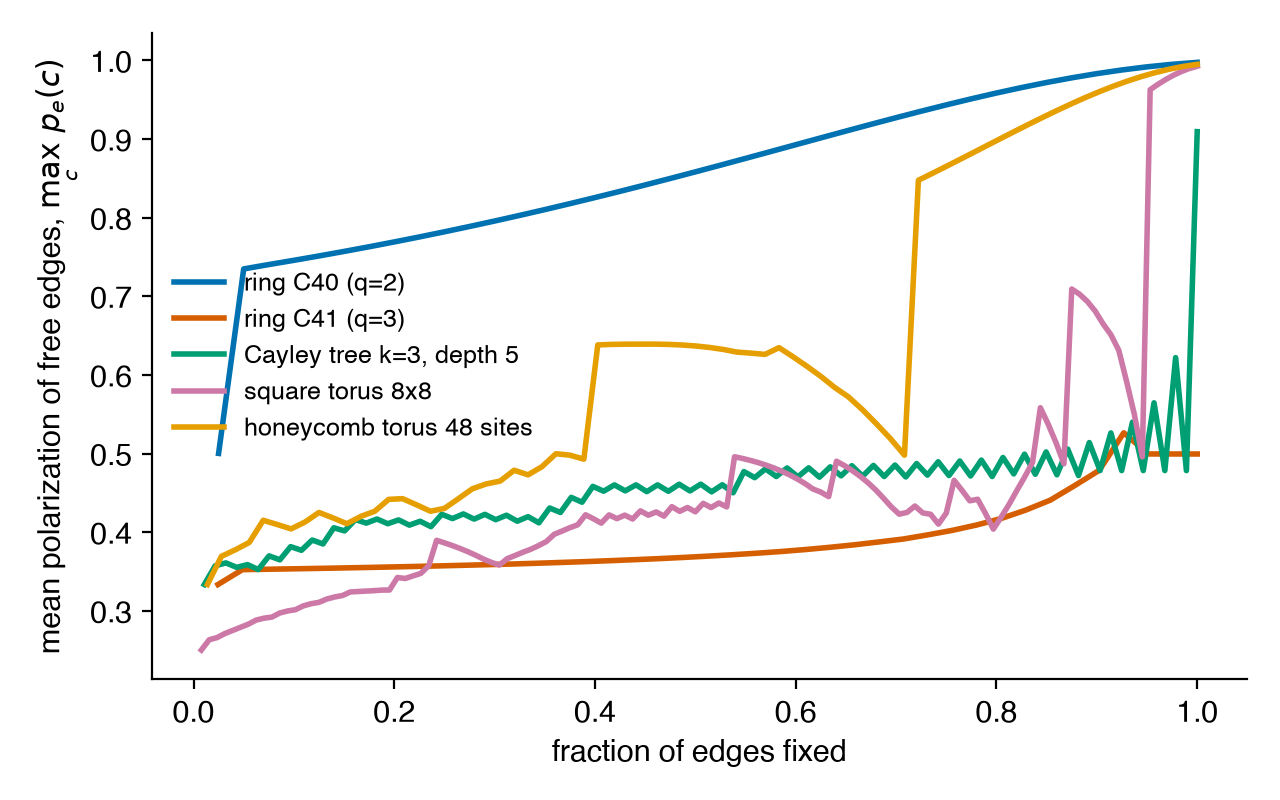 mean polarization of free edges, max_c p_e(c)
1.0
0.9
0.8
0.7
0.6
0.5
0.4
0.3
ring C40 (q=2)
ring C41 (q=3)
Cayley tree k=3, depth 5
square torus 8x8
honeycomb torus 48 sites
0.0 0.2 0.4 0.6 0.8 1.0
fraction of edges fixed